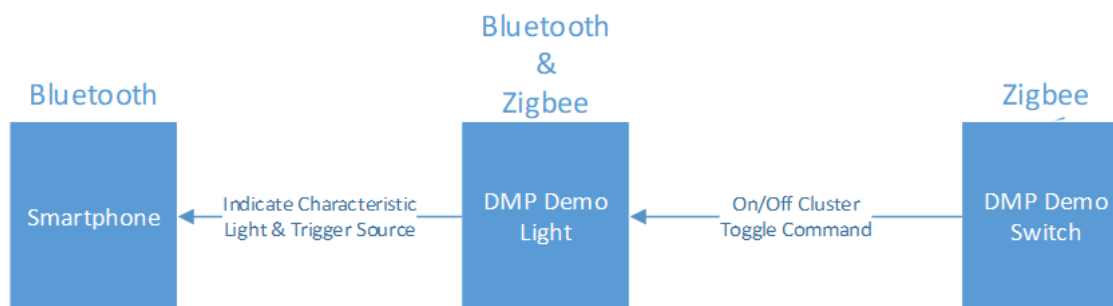 Bluetooth
&
Zigbee
Bluetooth
Zigbee
Smartphone
Indicate Characteristic
Light & Trigger Source
DMP Demo
Light
On/Off Cluster
Toggle Command
DMP Demo
Switch